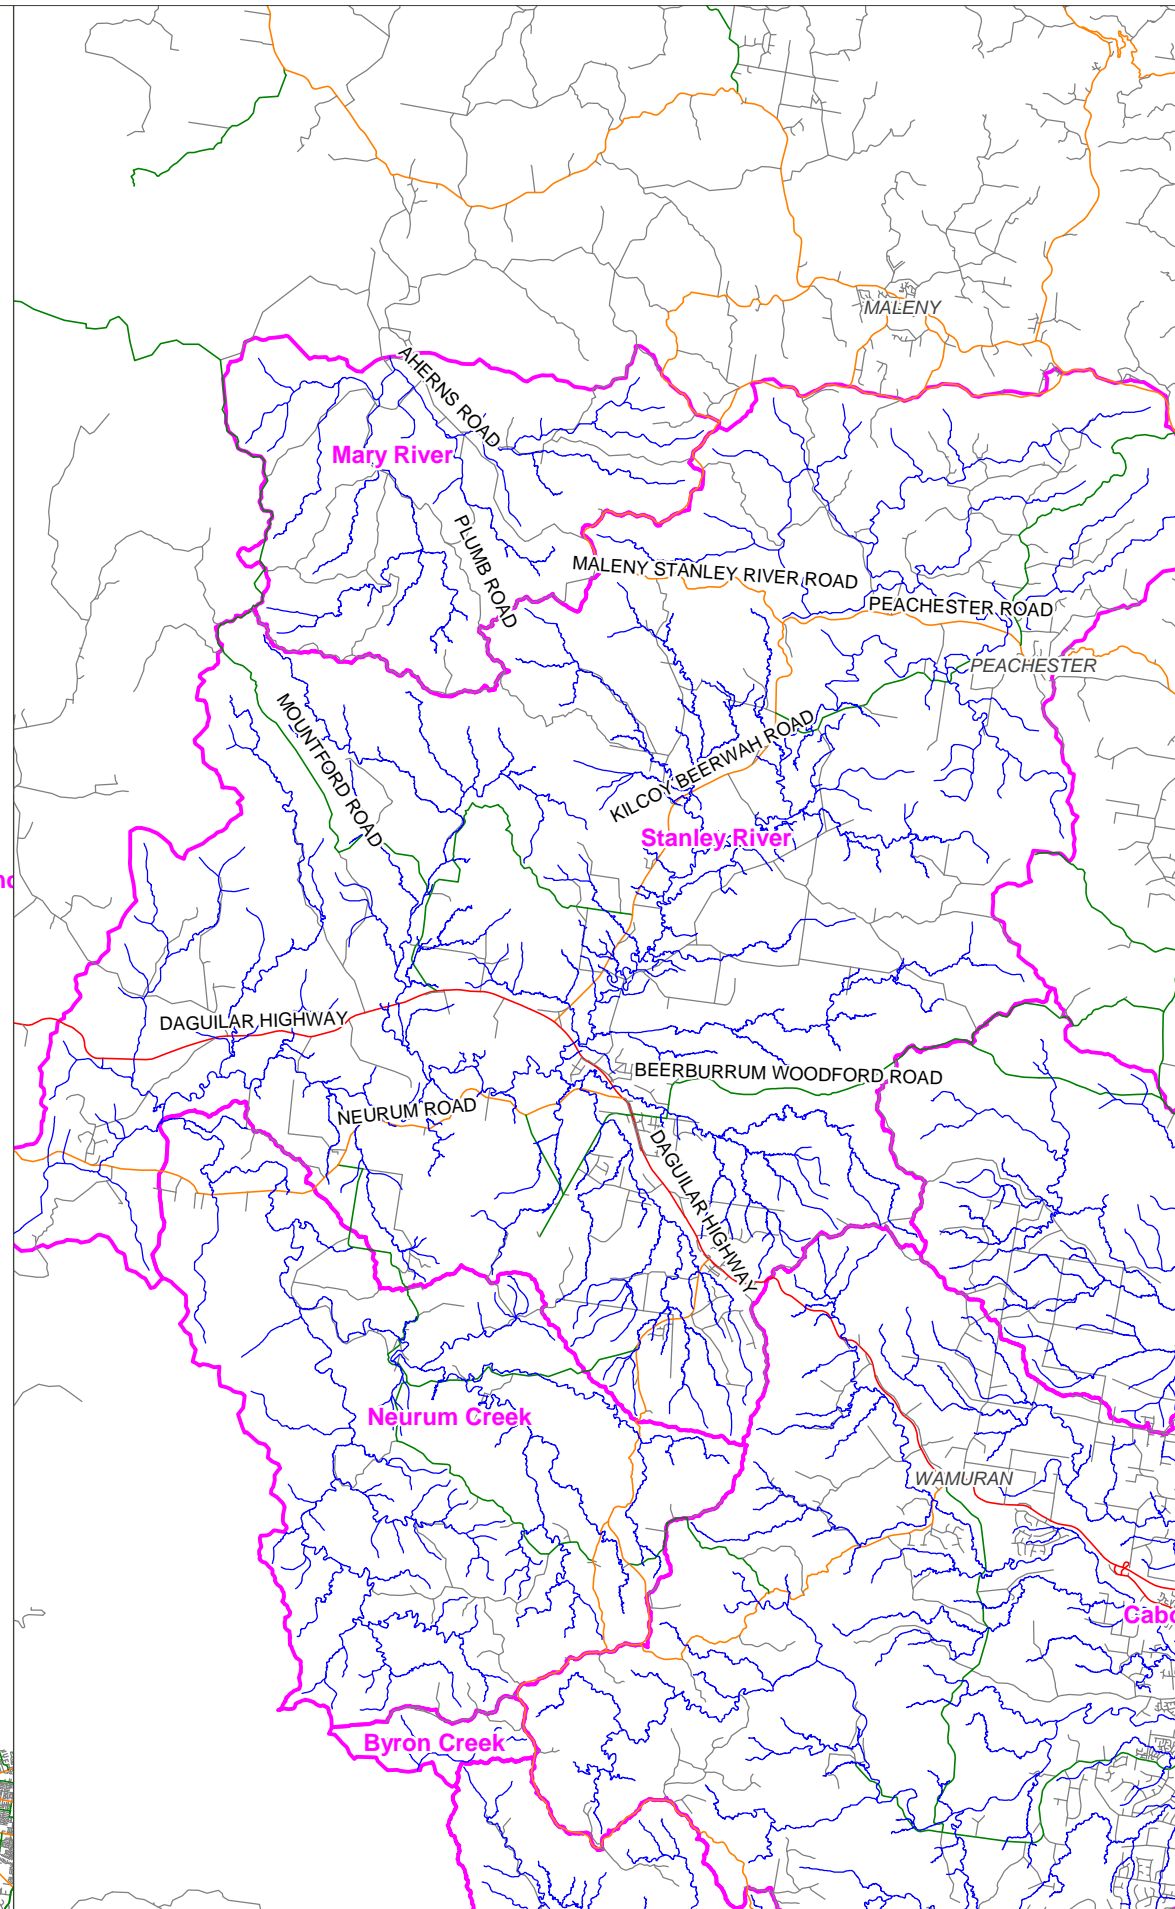 MALENY
AHERNS ROAD
Mary River
PLUMB ROAD
MALENY STANLEY RIVER ROAD
PEACHESTER ROAD
PEACHESTER
MOUNTFORD ROAD
KILCOY BEERWAH ROAD
Stanley River
DAGUILAR HIGHWAY
BEERBURRUM WOODFORD ROAD
NEURUM ROAD
DAGUILAR HIGHWAY
Neurum Creek
WAMURAN
Cabo
Byron Creek